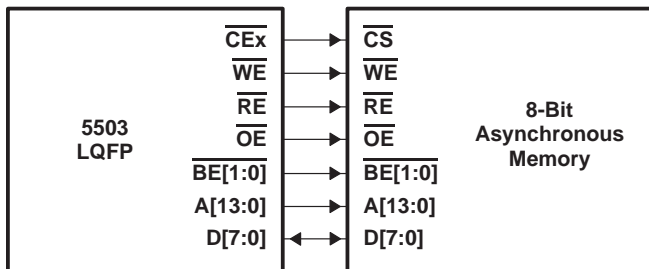 CEx CS
WE WE
RE RE
5503 LQFP
OE OE
8-Bit Asynchronous Memory
BE[1:0] BE[1:0]
A[13:0] A[13:0]
D[7:0] D[7:0]